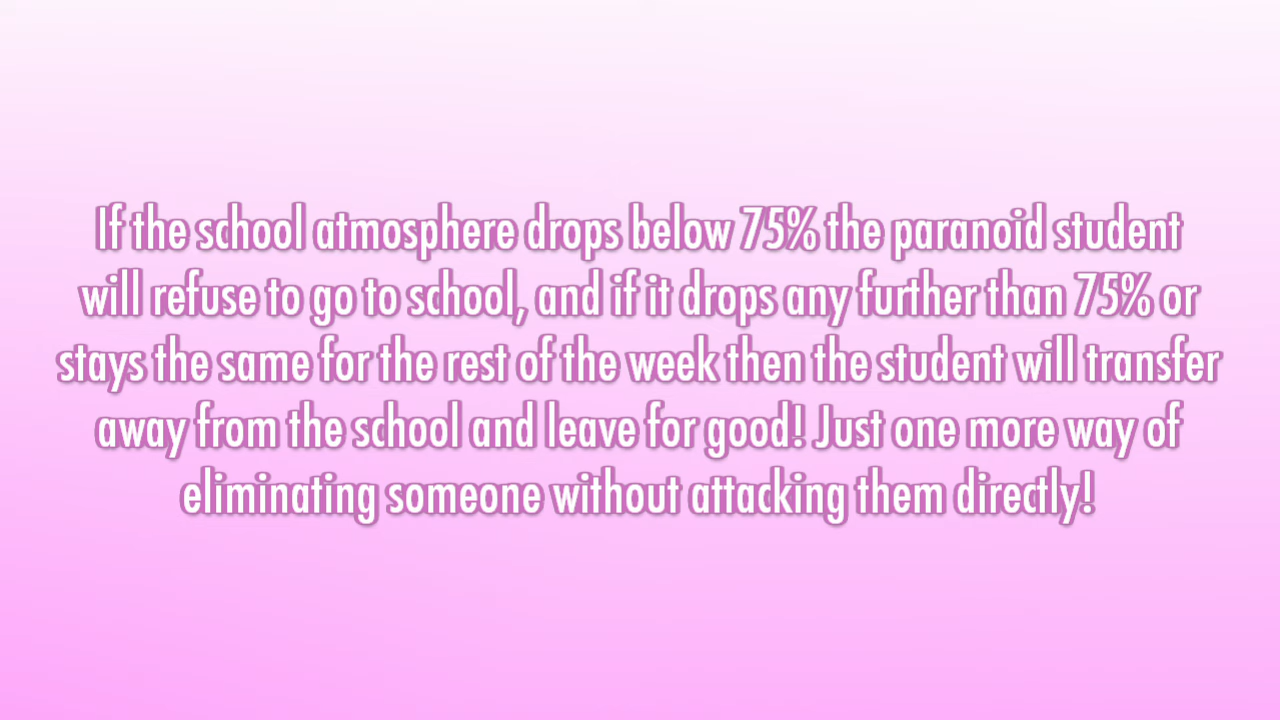 If the school atmosphere drops below 75% the paranoid student
will refuse to go to school, and if it drops any further than 75% or
stays the same for the rest of the week then the student will transfer
away from the school and leave for good! Just one more way of
eliminating someone without attacking them directly!